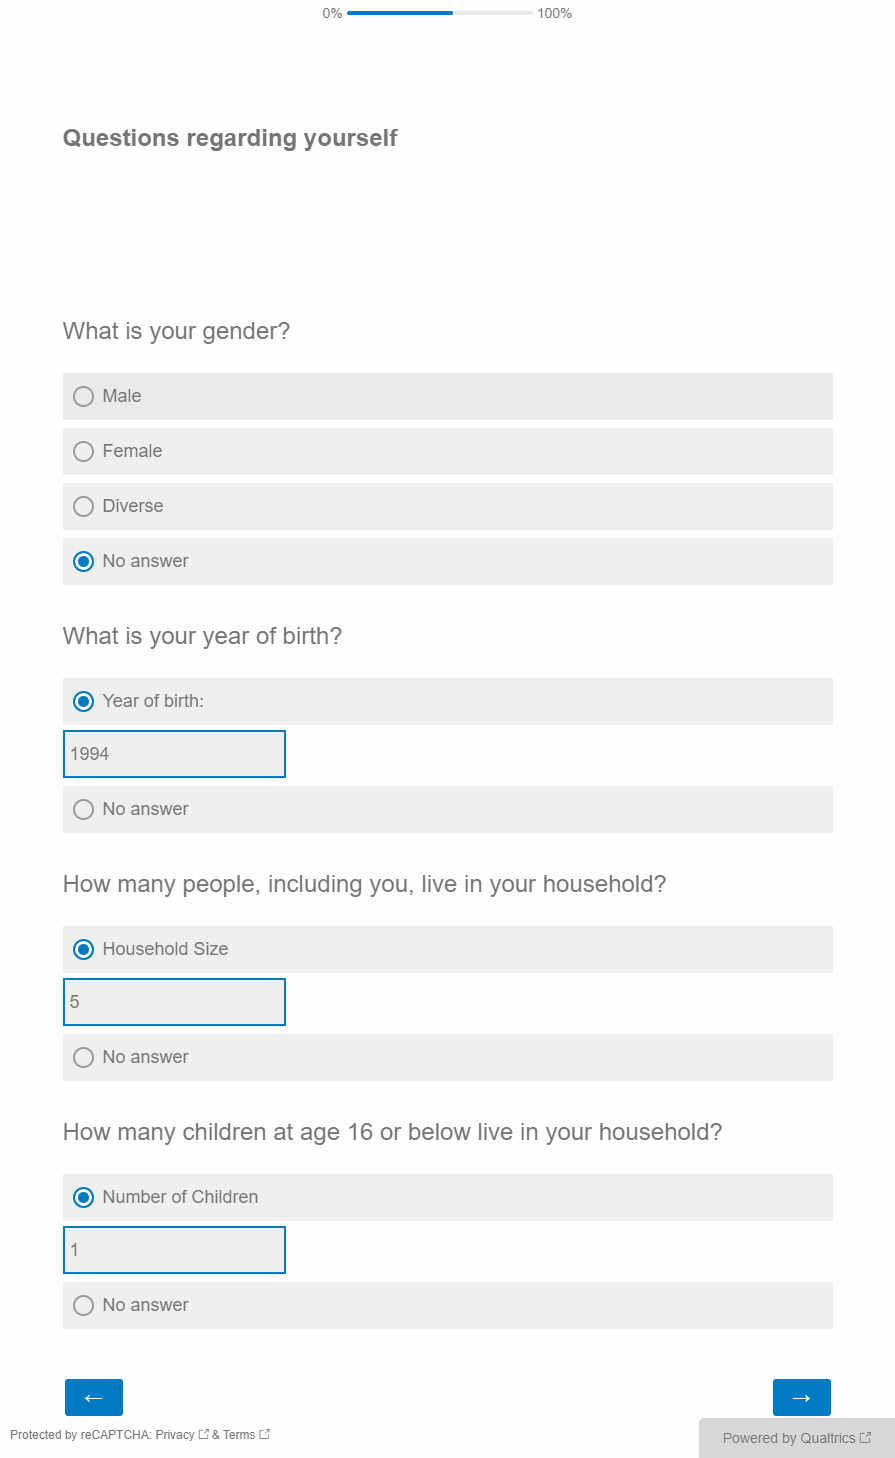 0% 100%
Questions regarding yourself
What is your gender?
Male
Female
Diverse
No answer
What is your year of birth?
Year of birth:
1994
No answer
How many people, including you, live in your household?
Household Size
5
No answer
How many children at age 16 or below live in your household?
Number of Children
1
No answer
← →
Protected by reCAPTCHA: Privacy & Terms
Powered by Qualtrics